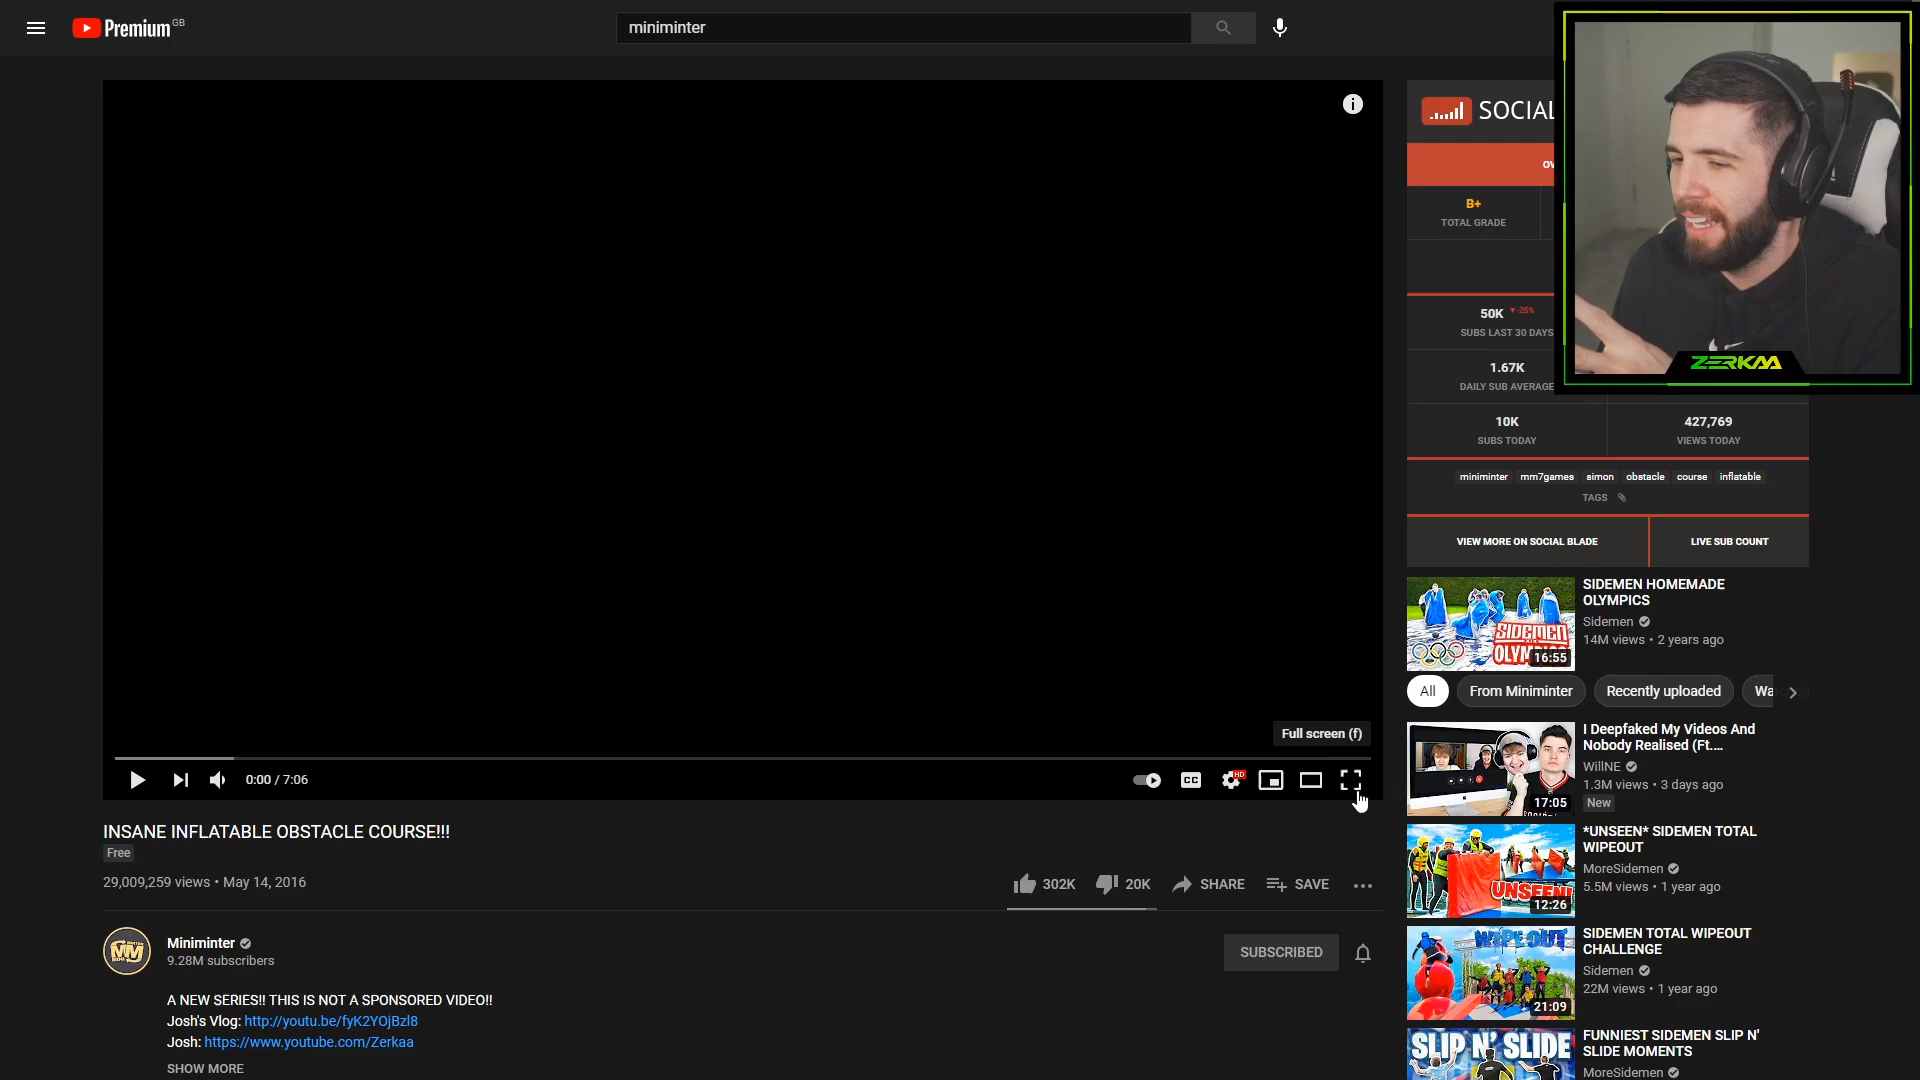 Premium GB
miniminter
SOCIAL
B+
TOTAL GRADE
50K -25%
SUBS LAST 30 DAYS
1.67K
DAILY SUB AVERAGE
10K
SUBS TODAY
427,769
VIEWS TODAY
miniminter mm7games simon obstacle course inflatable
TAGS
VIEW MORE ON SOCIAL BLADE
LIVE SUB COUNT
ZERKAA
Full screen (f)
0:00 / 7:06
CC
HD
INSANE INFLATABLE OBSTACLE COURSE!!!
Free
29,009,259 views • May 14, 2016
302K
20K
SHARE
SAVE
MM
Miniminter
9.28M subscribers
SUBSCRIBED
A NEW SERIES!! THIS IS NOT A SPONSORED VIDEO!!
Josh's Vlog: http://youtu.be/fyK2YOjBzl8
Josh: https://www.youtube.com/Zerkaa
SHOW MORE
SIDEMEN
OLYM
16:55
SIDEMEN HOMEMADE
OLYMPICS
Sidemen
14M views • 2 years ago
All
From Miniminter
Recently uploaded
Wa
17:05
I Deepfaked My Videos And
Nobody Realised (Ft....
WillNE
1.3M views • 3 days ago
New
UNSEEN!
12:26
*UNSEEN* SIDEMEN TOTAL
WIPEOUT
MoreSidemen
5.5M views • 1 year ago
WIPEOUT
21:09
SIDEMEN TOTAL WIPEOUT
CHALLENGE
Sidemen
22M views • 1 year ago
SLIP N' SLIDE
FUNNIEST SIDEMEN SLIP N'
SLIDE MOMENTS
MoreSidemen